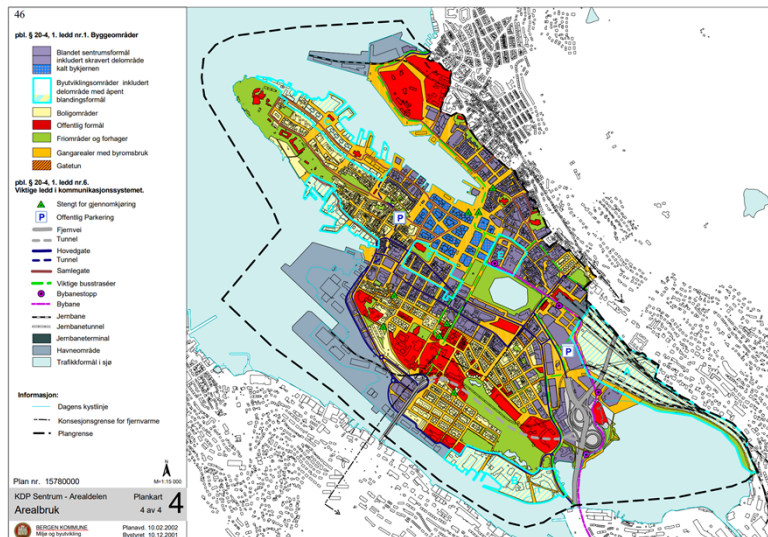 46
pbl. § 20-4, 1. ledd nr.1. Byggeområder
Blandet sentrumsformål
inkludert skravert delområde
kalt bykjernen
Byutviklingsområder inkludert
delområde med åpent
blandingsformål
Boligområder
Offentlig formål
Friområder og forhager
Gangarealer med byromsbruk
Gatetun
pbl. § 20-4, 1. ledd nr.6.
Viktige ledd i kommunikasjonssystemet.
Stengt for gjennomkjøring
P Offentlig Parkering
Fjernvei
Tunnel
Hovedgate
Tunnel
Samlegate
Viktige busstraséer
Bybanestopp
Bybane
Jernbane
Jernbanetunnel
Jernbaneterminal
Havneområde
Trafikkformål i sjø
Informasjon:
Dagens kystlinje
Konsesjonsgrense for fjernvarme
Plangrense
N
Plan nr. 15780000
M=1:15 000
KDP Sentrum - Arealdelen
Arealbruk
Plankart
4 av 4
4
BERGEN KOMMUNE
Miljø og byutvikling
Planavd. 10.02.2002
Bystyret 10.12.2001
P
P